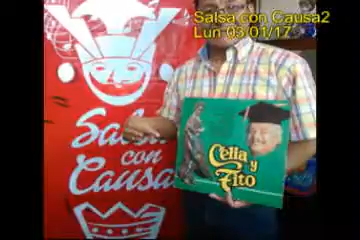 Salsa con Causa2
Lun 03/01/17
Salsa
con
Causa
Celia y
Tito